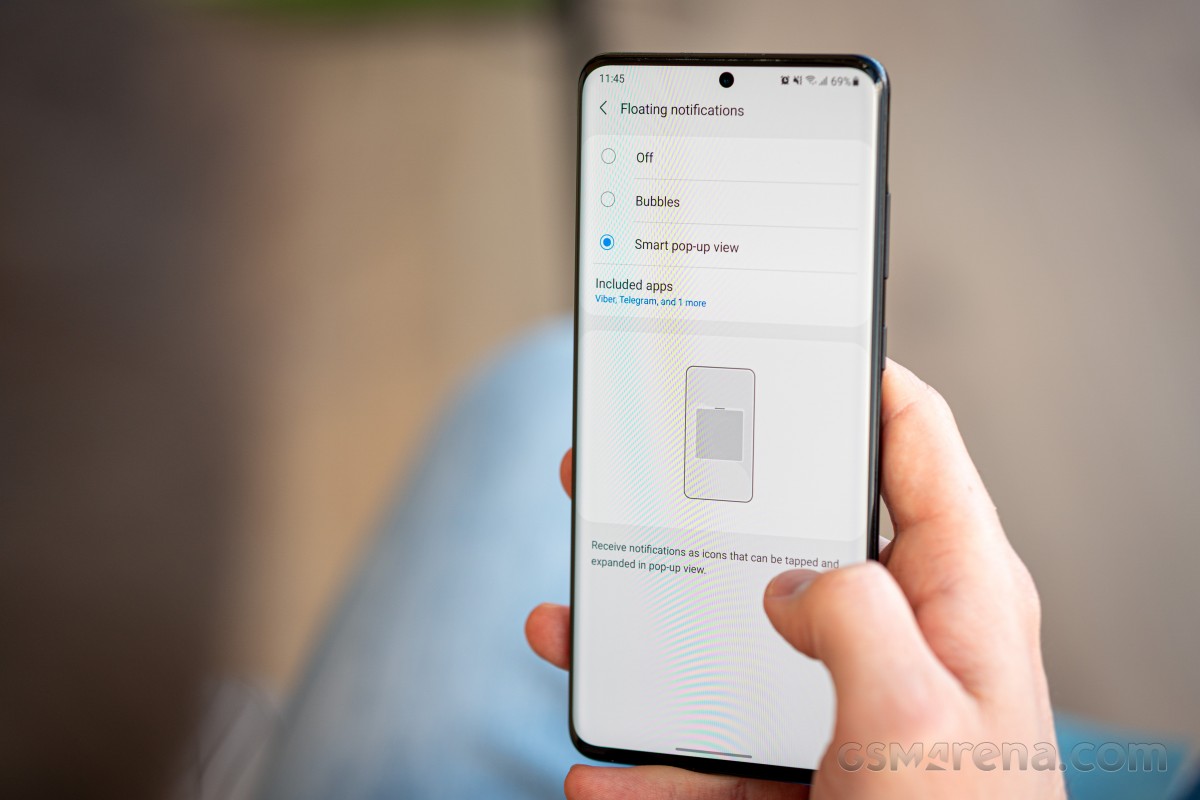 11:45
69%
Floating notifications
Off
Bubbles
Smart pop-up view
Included apps
Viber, Telegram, and 1 more
Receive notifications as icons that can be tapped and
expanded in pop-up view.
GSMArena.com